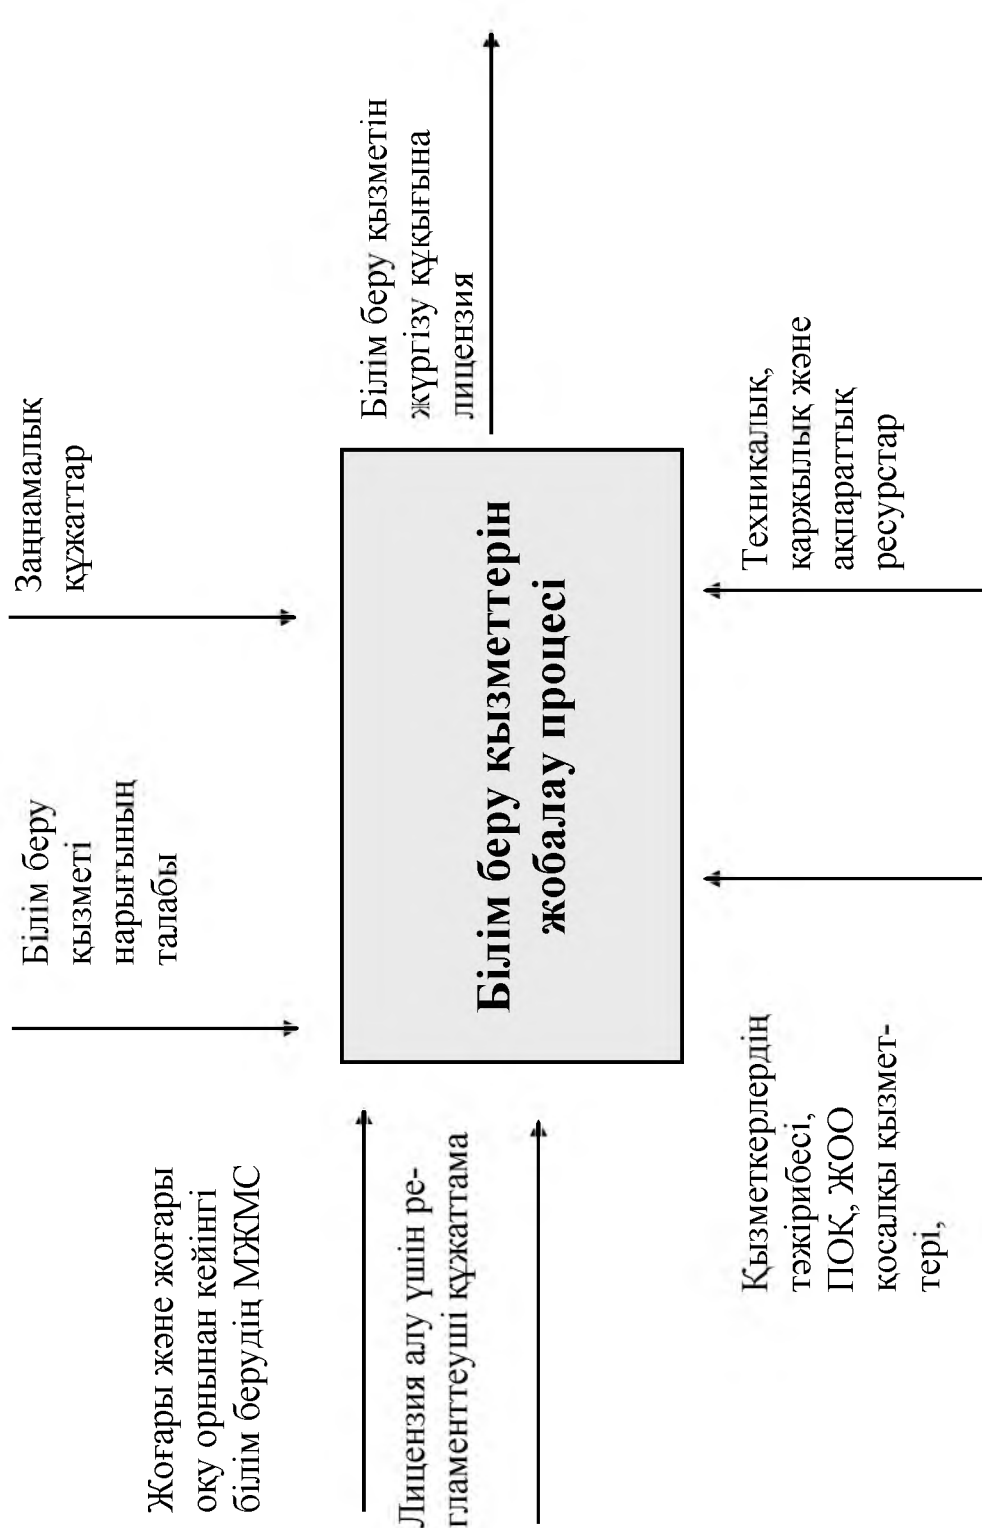 Жоғары және жоғары
оқу орнынан кейінгі
білім берудің МЖМС
Лицензия алу үшін ре-
гламенттеуші құжаттама
Білім беру
қызметі
нарығының
талабы
Заңнамалық
құжаттар
Білім беру қызметтерін
жобалау процесі
Білім беру қызметін
жүргізу құқығына
лицензия
Қызметкерлердің
тәжірибесі,
ПОҚ, ЖОО
қосалқы қызмет-
тері,
Техникалық,
қаржылық және
ақпараттық
ресурстар